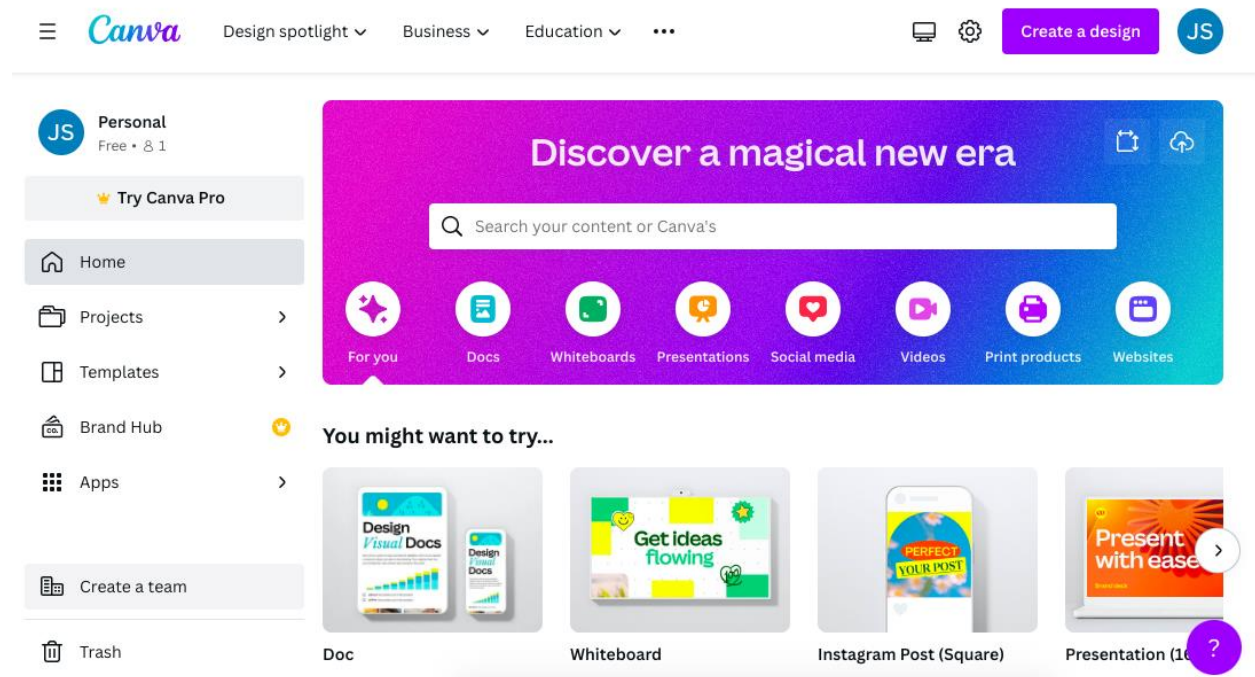 Canva
Design spotlight
Business
Education
•••
Create a design
JS
JS
Personal
Free • 1
Try Canva Pro
Home
Projects
Templates
Brand Hub
CO.
Apps
Create a team
Trash
Discover a magical new era
Search your content or Canva's
For you
Docs
Whiteboards
Presentations
Social media
Videos
Print products
Websites
You might want to try...
Design
Visual Docs
Design
Visual
Docs
Doc
Get ideas
flowing
Whiteboard
PERFECT
YOUR POST
Instagram Post (Square)
Present
with ease
Presentation (16
?